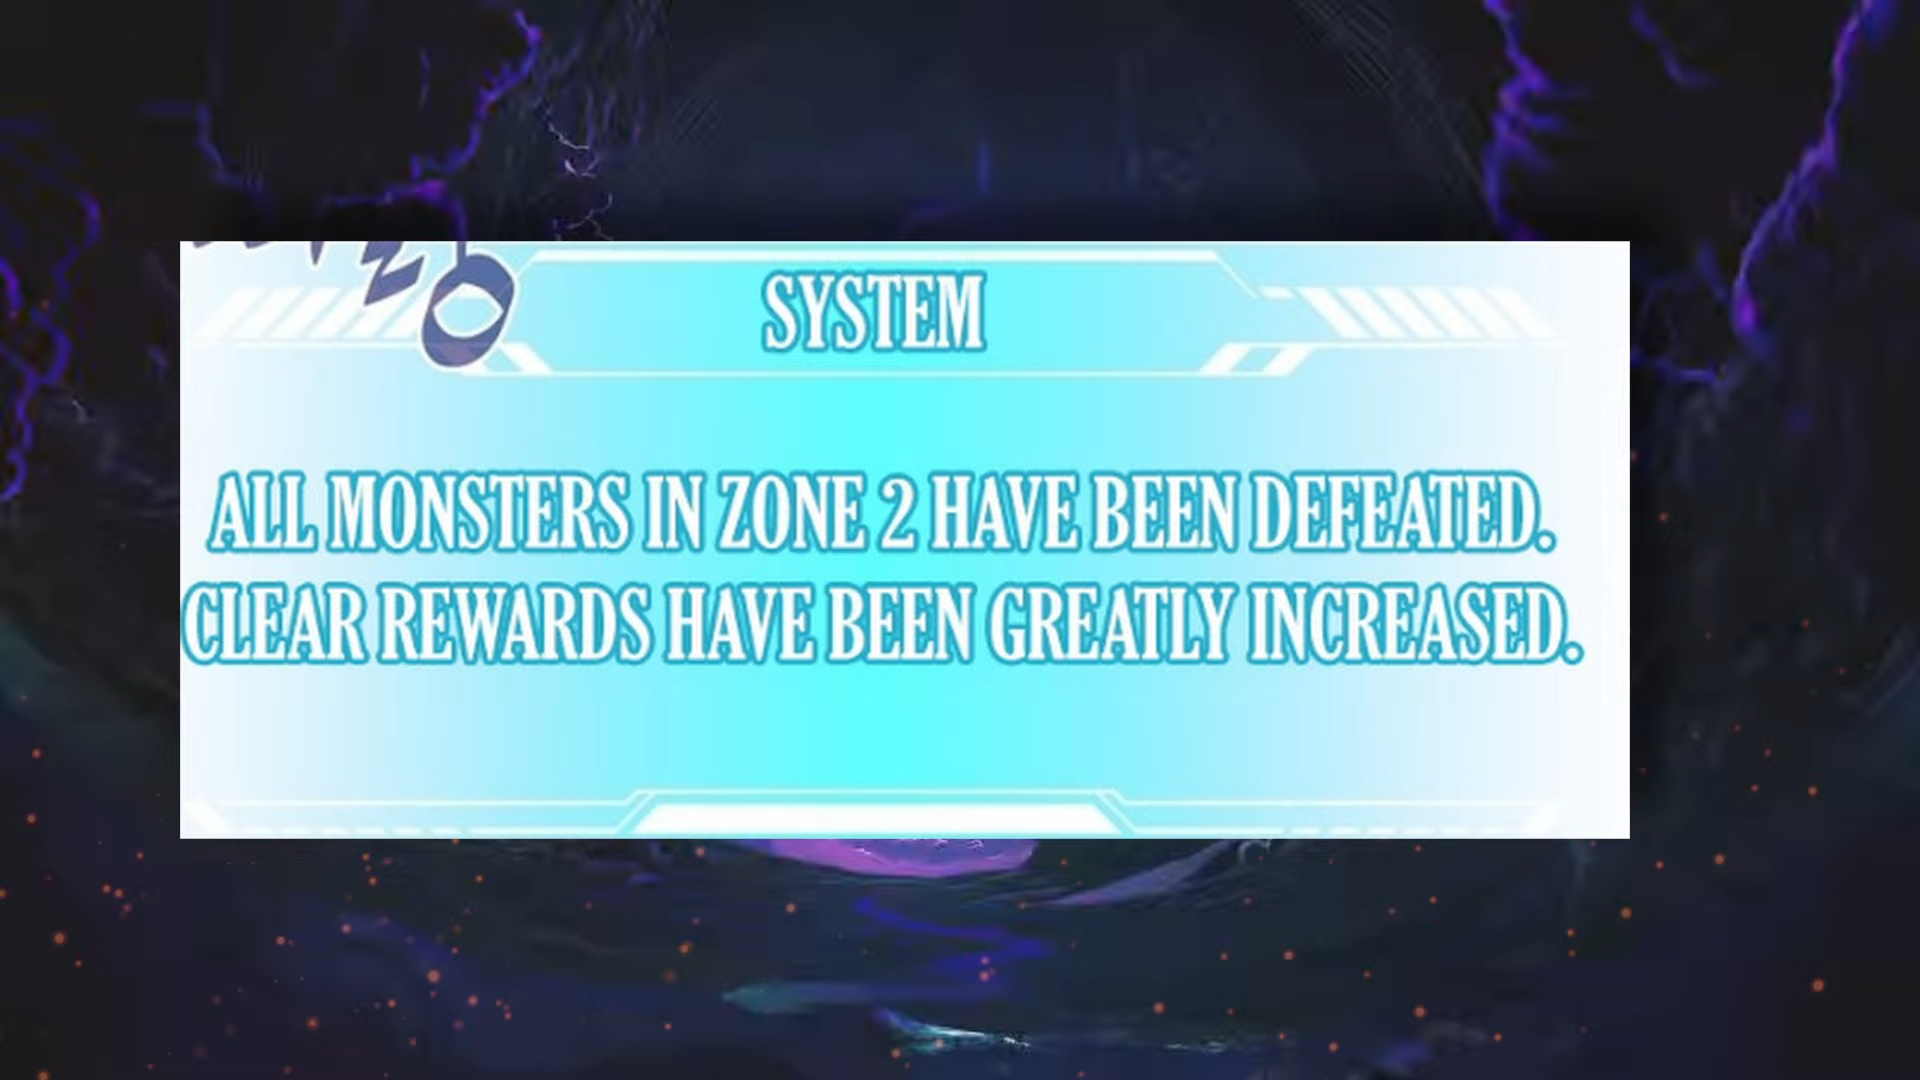 SYSTEM
ALL MONSTERS IN ZONE 2 HAVE BEEN DEFEATED.
CLEAR REWARDS HAVE BEEN GREATLY INCREASED.